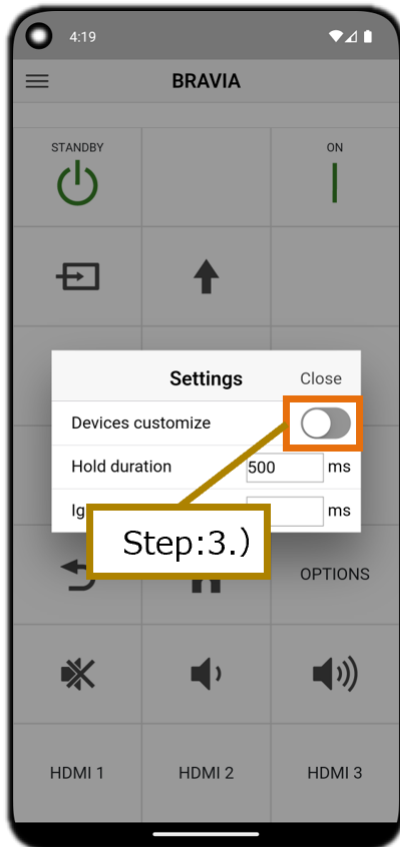 4:19
BRAVIA
STANDBY
ON
Settings
Close
Devices customize
Hold duration
500
ms
Ig
ms
Step:3.)
OPTIONS
HDMI 1
HDMI 2
HDMI 3